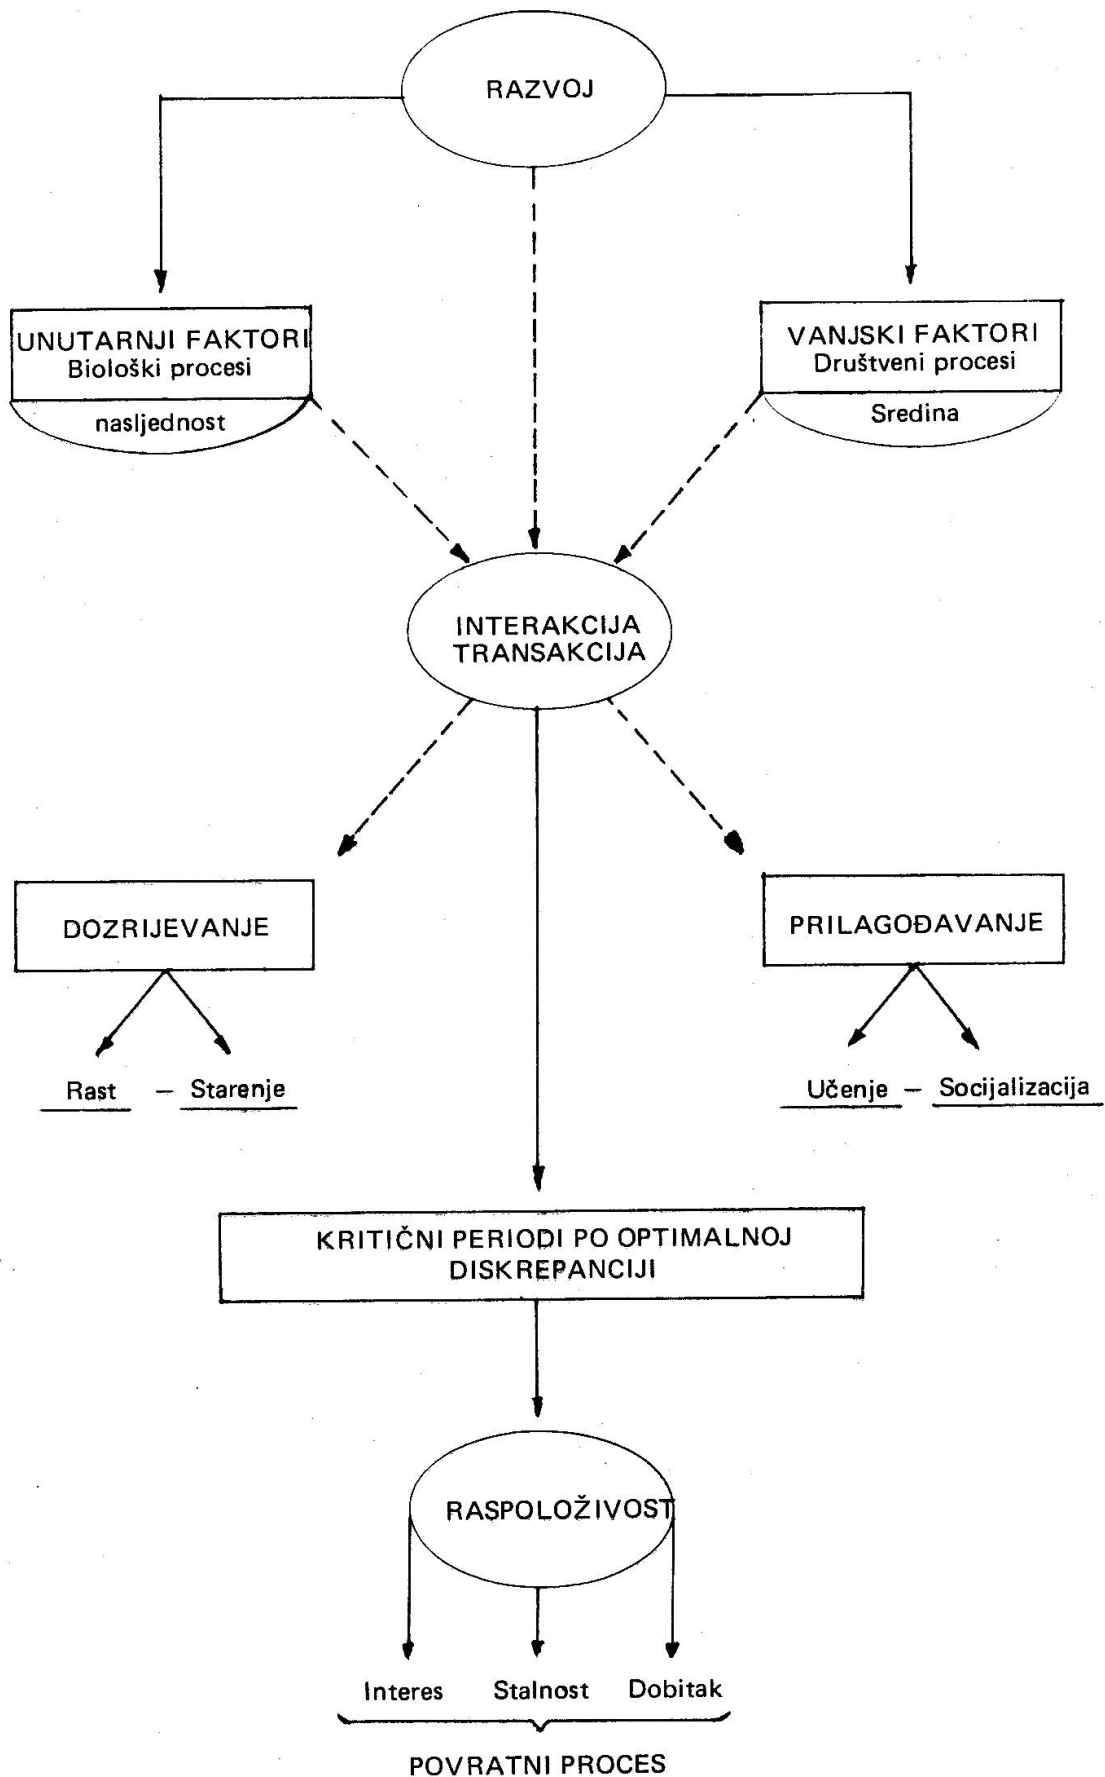 RAZVOJ
UNUTARNJI FAKTORI
Biološki procesi
nasljednost
VANJSKI FAKTORI
Društveni procesi
Sredina
INTERAKCIJA
TRANSAKCIJA
DOZRIJEVANJE
PRILAGOĐAVANJE
Rast – Starenje
Učenje – Socijalizacija
KRITIČNI PERIODI PO OPTIMALNOJ
DISKREPANCIJI
RASPOLOŽIVOST
Interes Stalnost Dobitak
POVRATNI PROCES